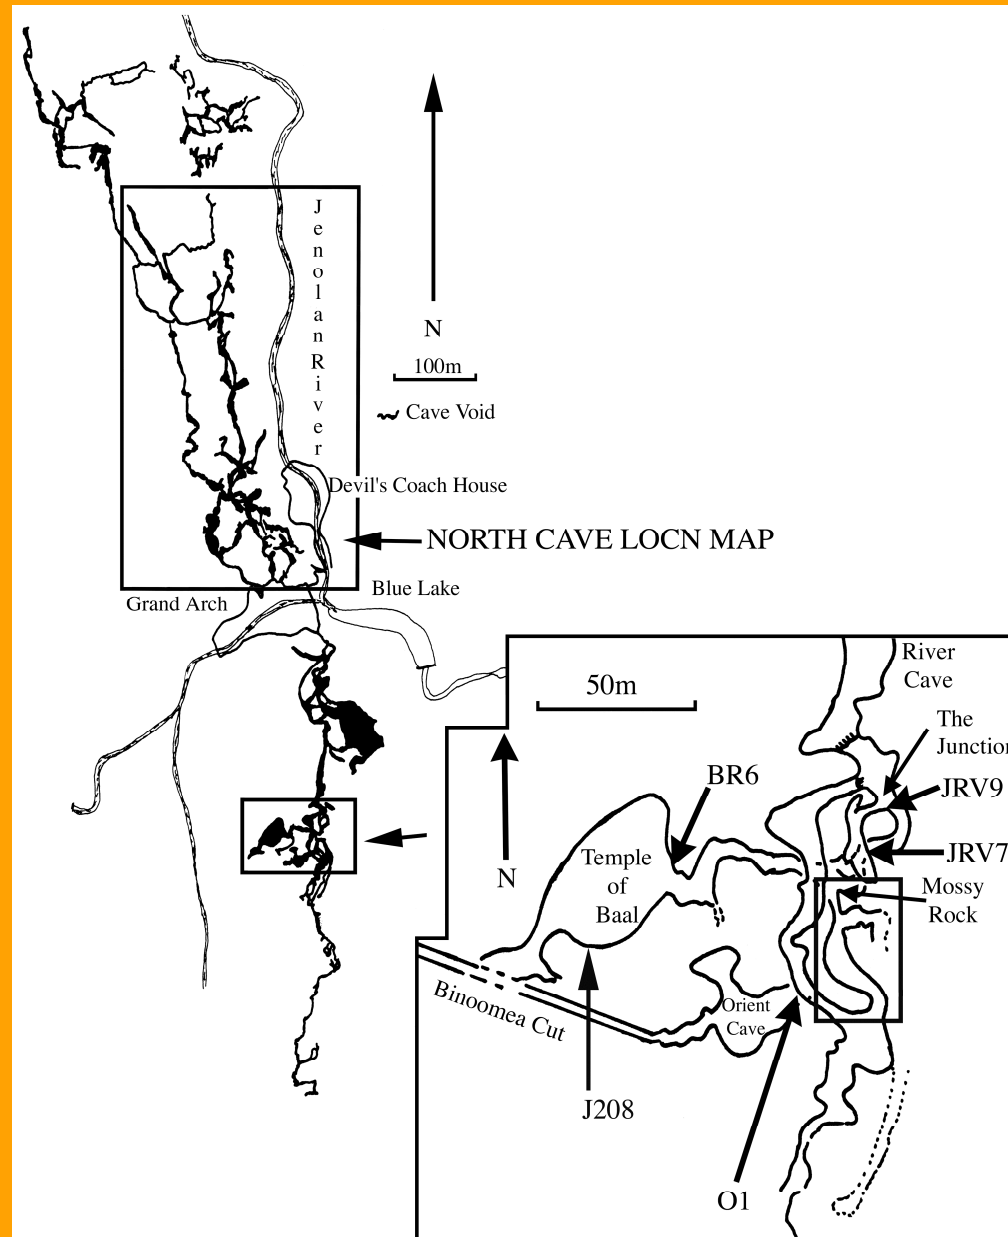 Jenolan River
N
100m
Cave Void
Devil's Coach House
NORTH CAVE LOCN MAP
Blue Lake
Grand Arch
50m
River
Cave
The
Junction
BR6
JRV9
N
Temple
of
Baal
JRV7
Mossy
Rock
Binoomea Cut
Orient
Cave
J208
O1